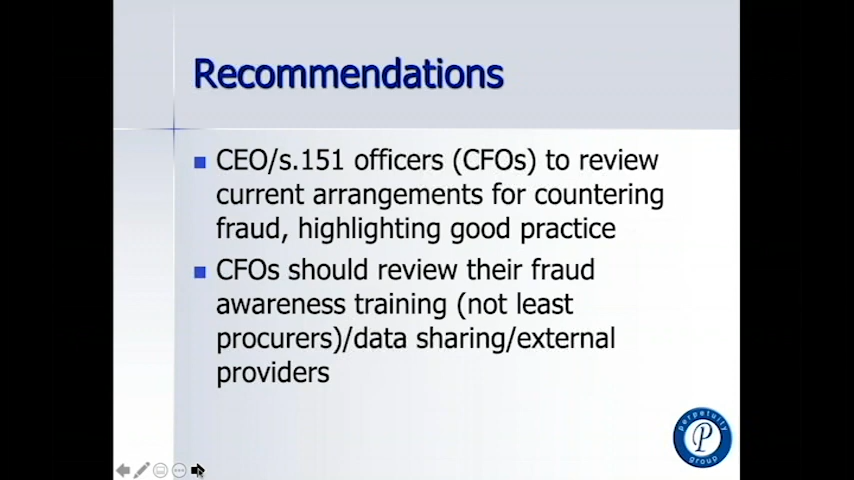 Recommendations
CEO/s.151 officers (CFOs) to review
current arrangements for countering
fraud, highlighting good practice
CFOs should review their fraud
awareness training (not least
procurers)/data sharing/external
providers
perpetuity
P
group